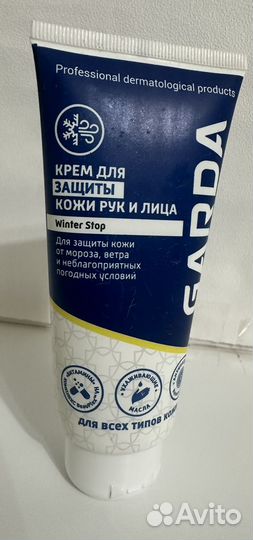 Professional dermatological products
КРЕМ ДЛЯ
ЗАЩИТЫ
КОЖИ РУК И ЛИЦА
Winter Stop
Для защиты кожи
от мороза, ветра
и неблагоприятных
погодных условий
GARDA
УХАЖИВАЮЩИЕ
МАСЛА
для всех типов кожи
Avito